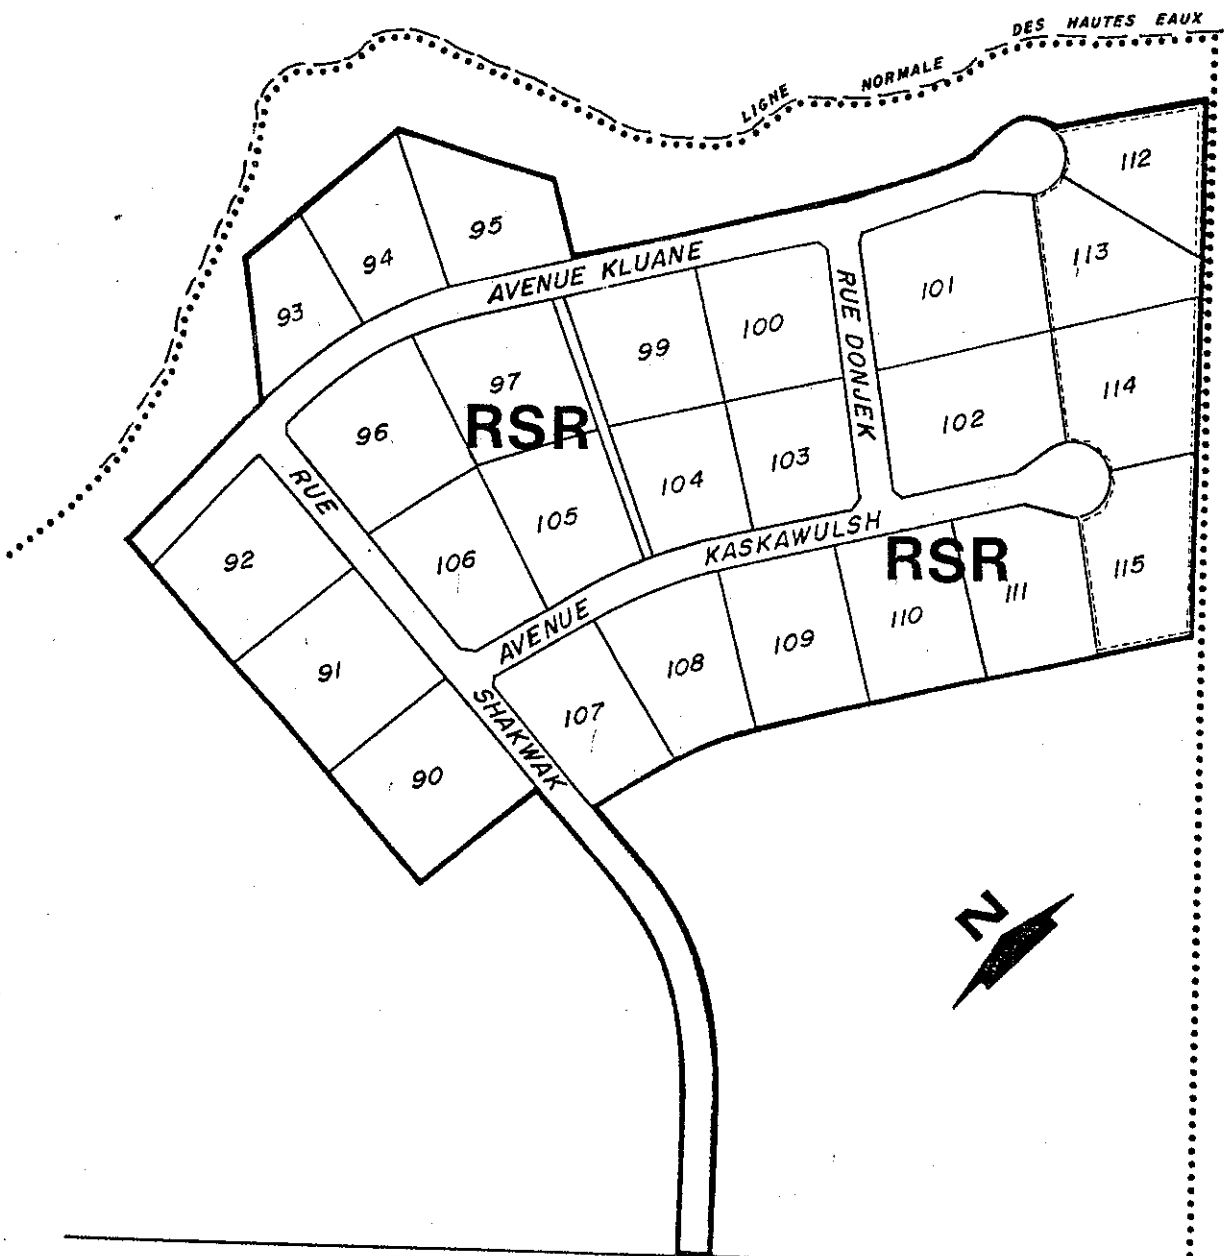 DES HAUTES EAUX
LIGNE NORMALE
112
95
94
113
93
AVENUE KLUANE
101
100
99
RUE DONJEK
97
114
96
RSR
102
103
104
RUE
105
KASKAWULSH
92
106
RSR
115
111
110
AVENUE
109
108
91
107
SHAKWAK
90
N